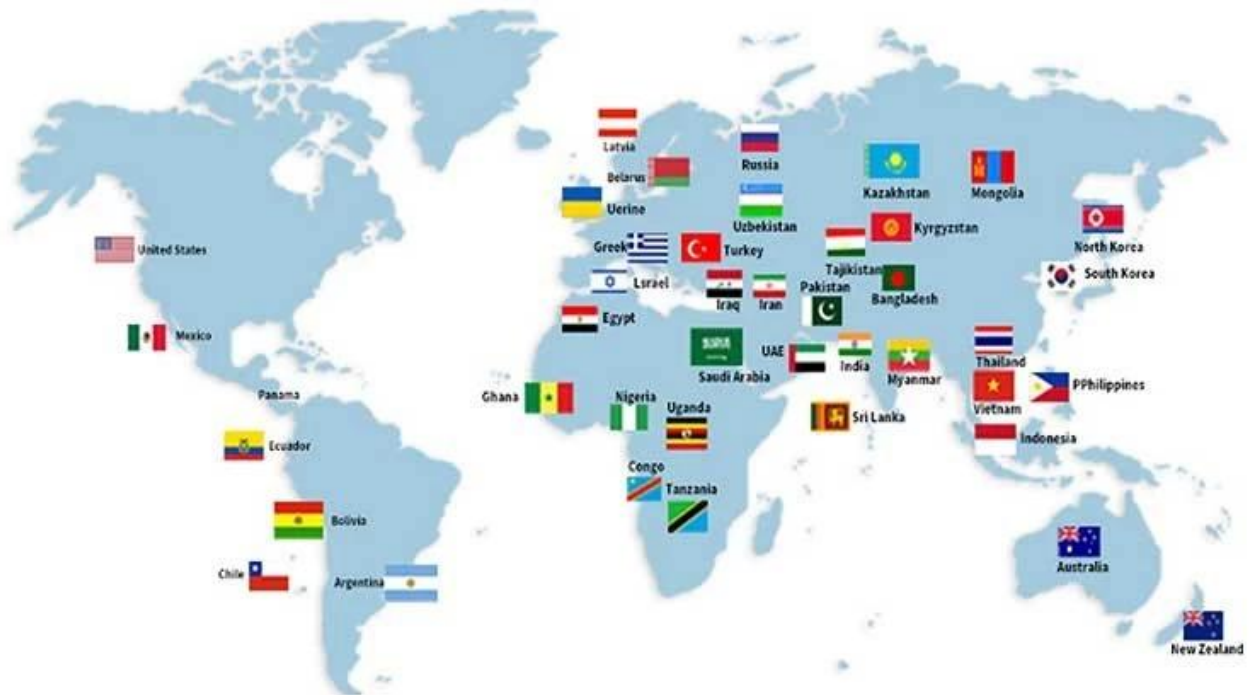 Latvia
Russia
Belarus
Kazakhstan
Mongolia
Uerine
Uzbekistan
Kyrgyzstan
North Korea
United States
Greek
Turkey
Tajikistan
South Korea
Lsrael
Iraq
Iran
Pakistan
Bangladesh
Egypt
Mexico
Saudi Arabia
UAE
India
Myanmar
Thailand
PPhilippines
Panama
Ghana
Nigeria
Uganda
Sri Lanka
Vietnam
Ecuador
Indonesia
Congo
Tanzania
Bolivia
Chile
Argentina
Australia
New Zealand